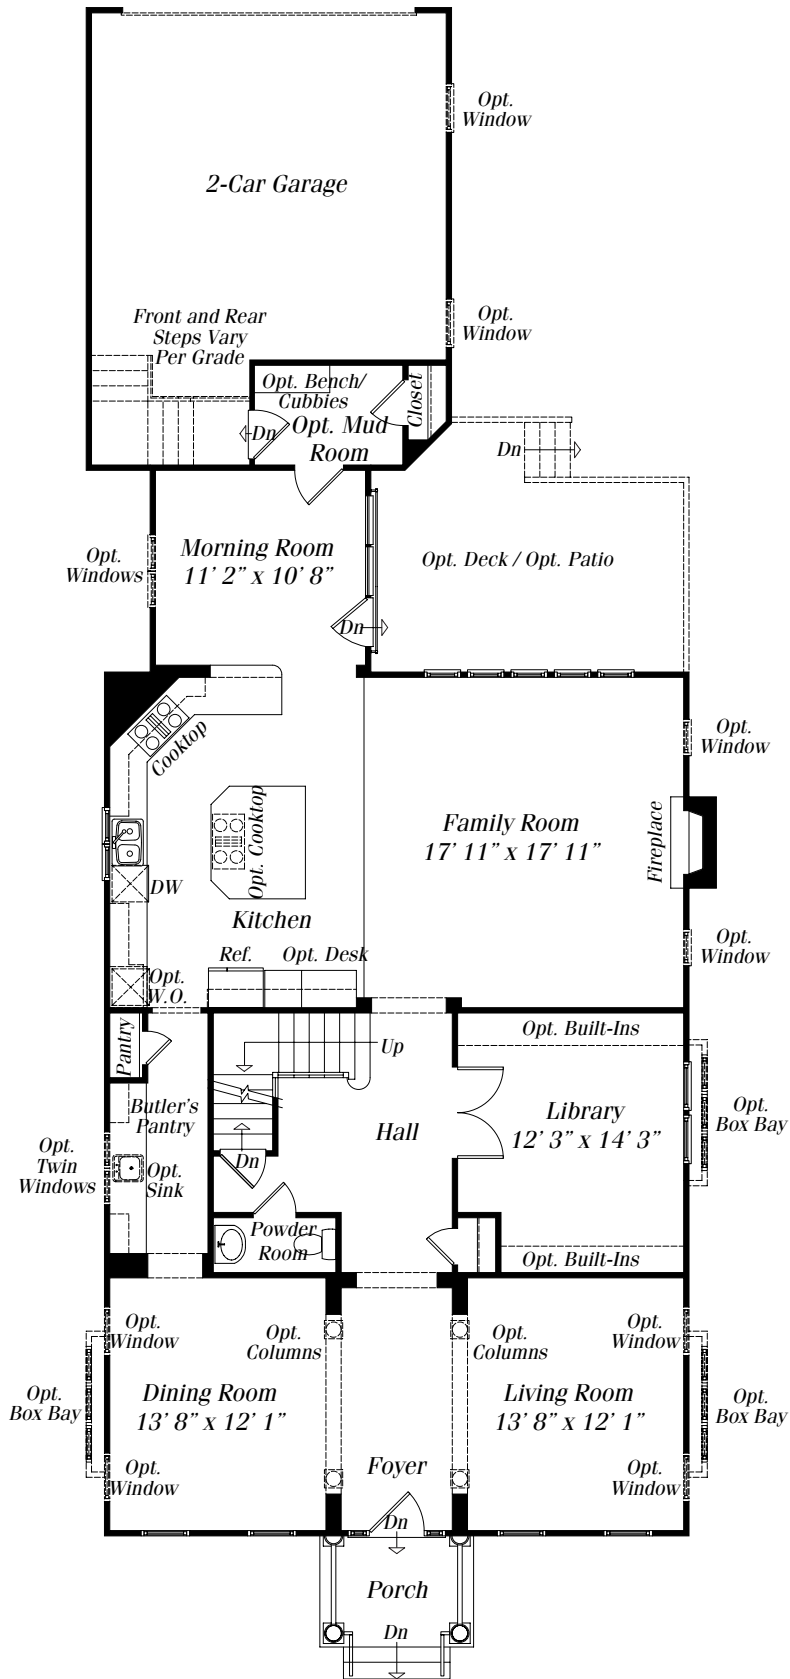 Opt.
Window
2-Car Garage
Opt.
Window
Front and Rear
Steps Vary
Per Grade
Opt. Bench/
Cubbies
Closet
Dn
Opt. Mud
Room
Dn
Opt.
Windows
Morning Room
11' 2" x 10' 8"
Opt. Deck / Opt. Patio
Dn
Cooktop
Opt.
Window
Opt. Cooktop
Family Room
17' 11" x 17' 11"
Fireplace
DW
Kitchen
Opt.
Window
Ref.
Opt. Desk
Opt.
W.O.
Pantry
Up
Opt. Built-Ins
Butler's
Pantry
Hall
Library
12' 3" x 14' 3"
Opt.
Box Bay
Opt.
Twin
Windows
Opt.
Sink
Dn
Powder
Room
Opt. Built-Ins
Opt.
Window
Opt.
Columns
Opt.
Columns
Opt.
Window
Opt.
Box Bay
Dining Room
13' 8" x 12' 1"
Living Room
13' 8" x 12' 1"
Opt.
Box Bay
Opt.
Window
Foyer
Opt.
Window
Dn
Porch
Dn